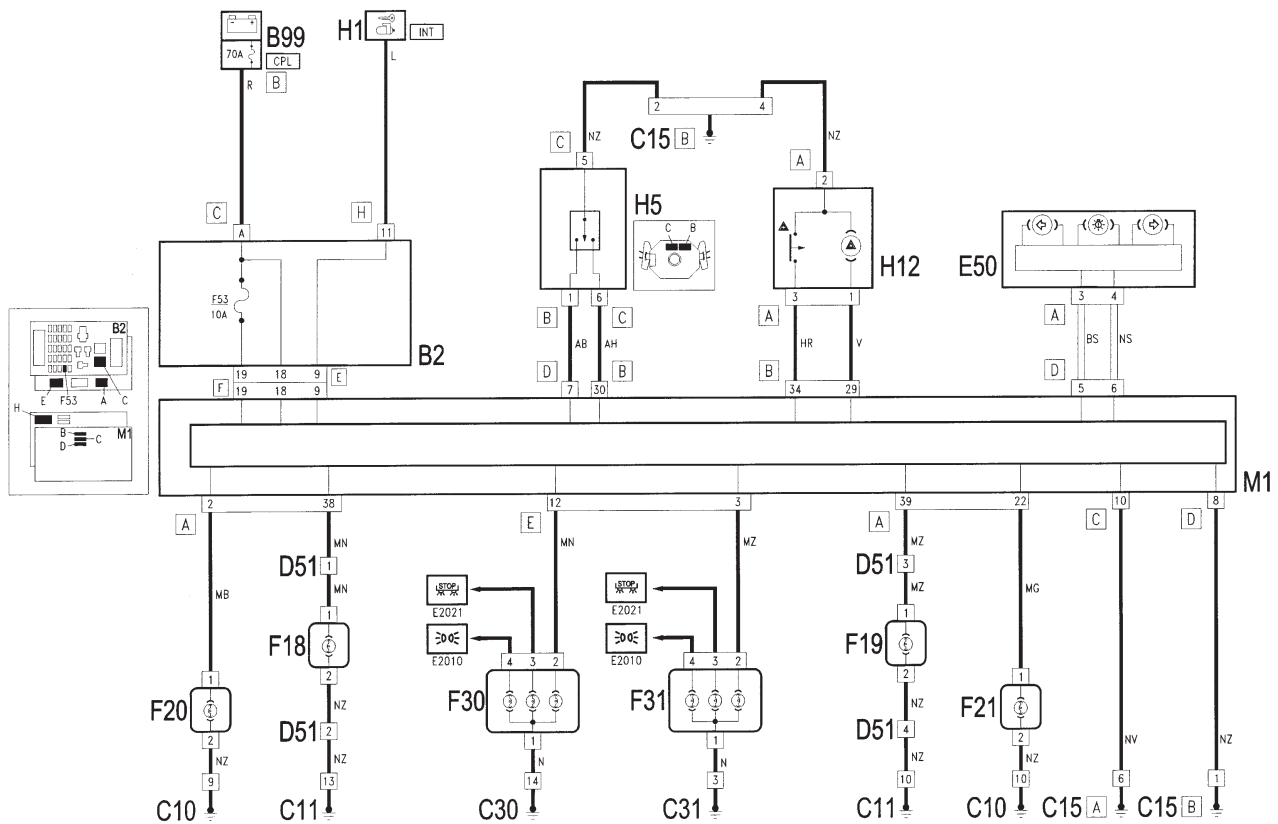 B99
70A
CPL
B
R
H1
INT
L
2
4
C15
B
NZ
NZ
C
5
A
2
H5
C B
H12
E50
C
A
H
11
F53
10A
B2
1
6
B
C
AB
AH
D
B
7
30
3
1
A
HR
V
B
34
29
3
4
A
BS
NS
D
5
6
B2
E F53 A C
H
M1
B
C
D
19 18 9
E
F
19 18 9
M1
2
38
A
12
3
E
39
22
A
10
C
8
D
MB
MN
D51
1
MN
1
F18
2
NZ
D51
2
NZ
13
C11
1
F20
2
NZ
9
C10
MN
STOP
E2021
E2010
4 3 2
F30
1
N
14
C30
MZ
STOP
E2021
E2010
4 3 2
F31
1
N
3
C31
MZ
D51
3
MZ
1
F19
2
NZ
D51
4
NZ
10
C11
MG
1
F21
2
NZ
10
C10
NV
6
C15
A
NZ
1
C15
B